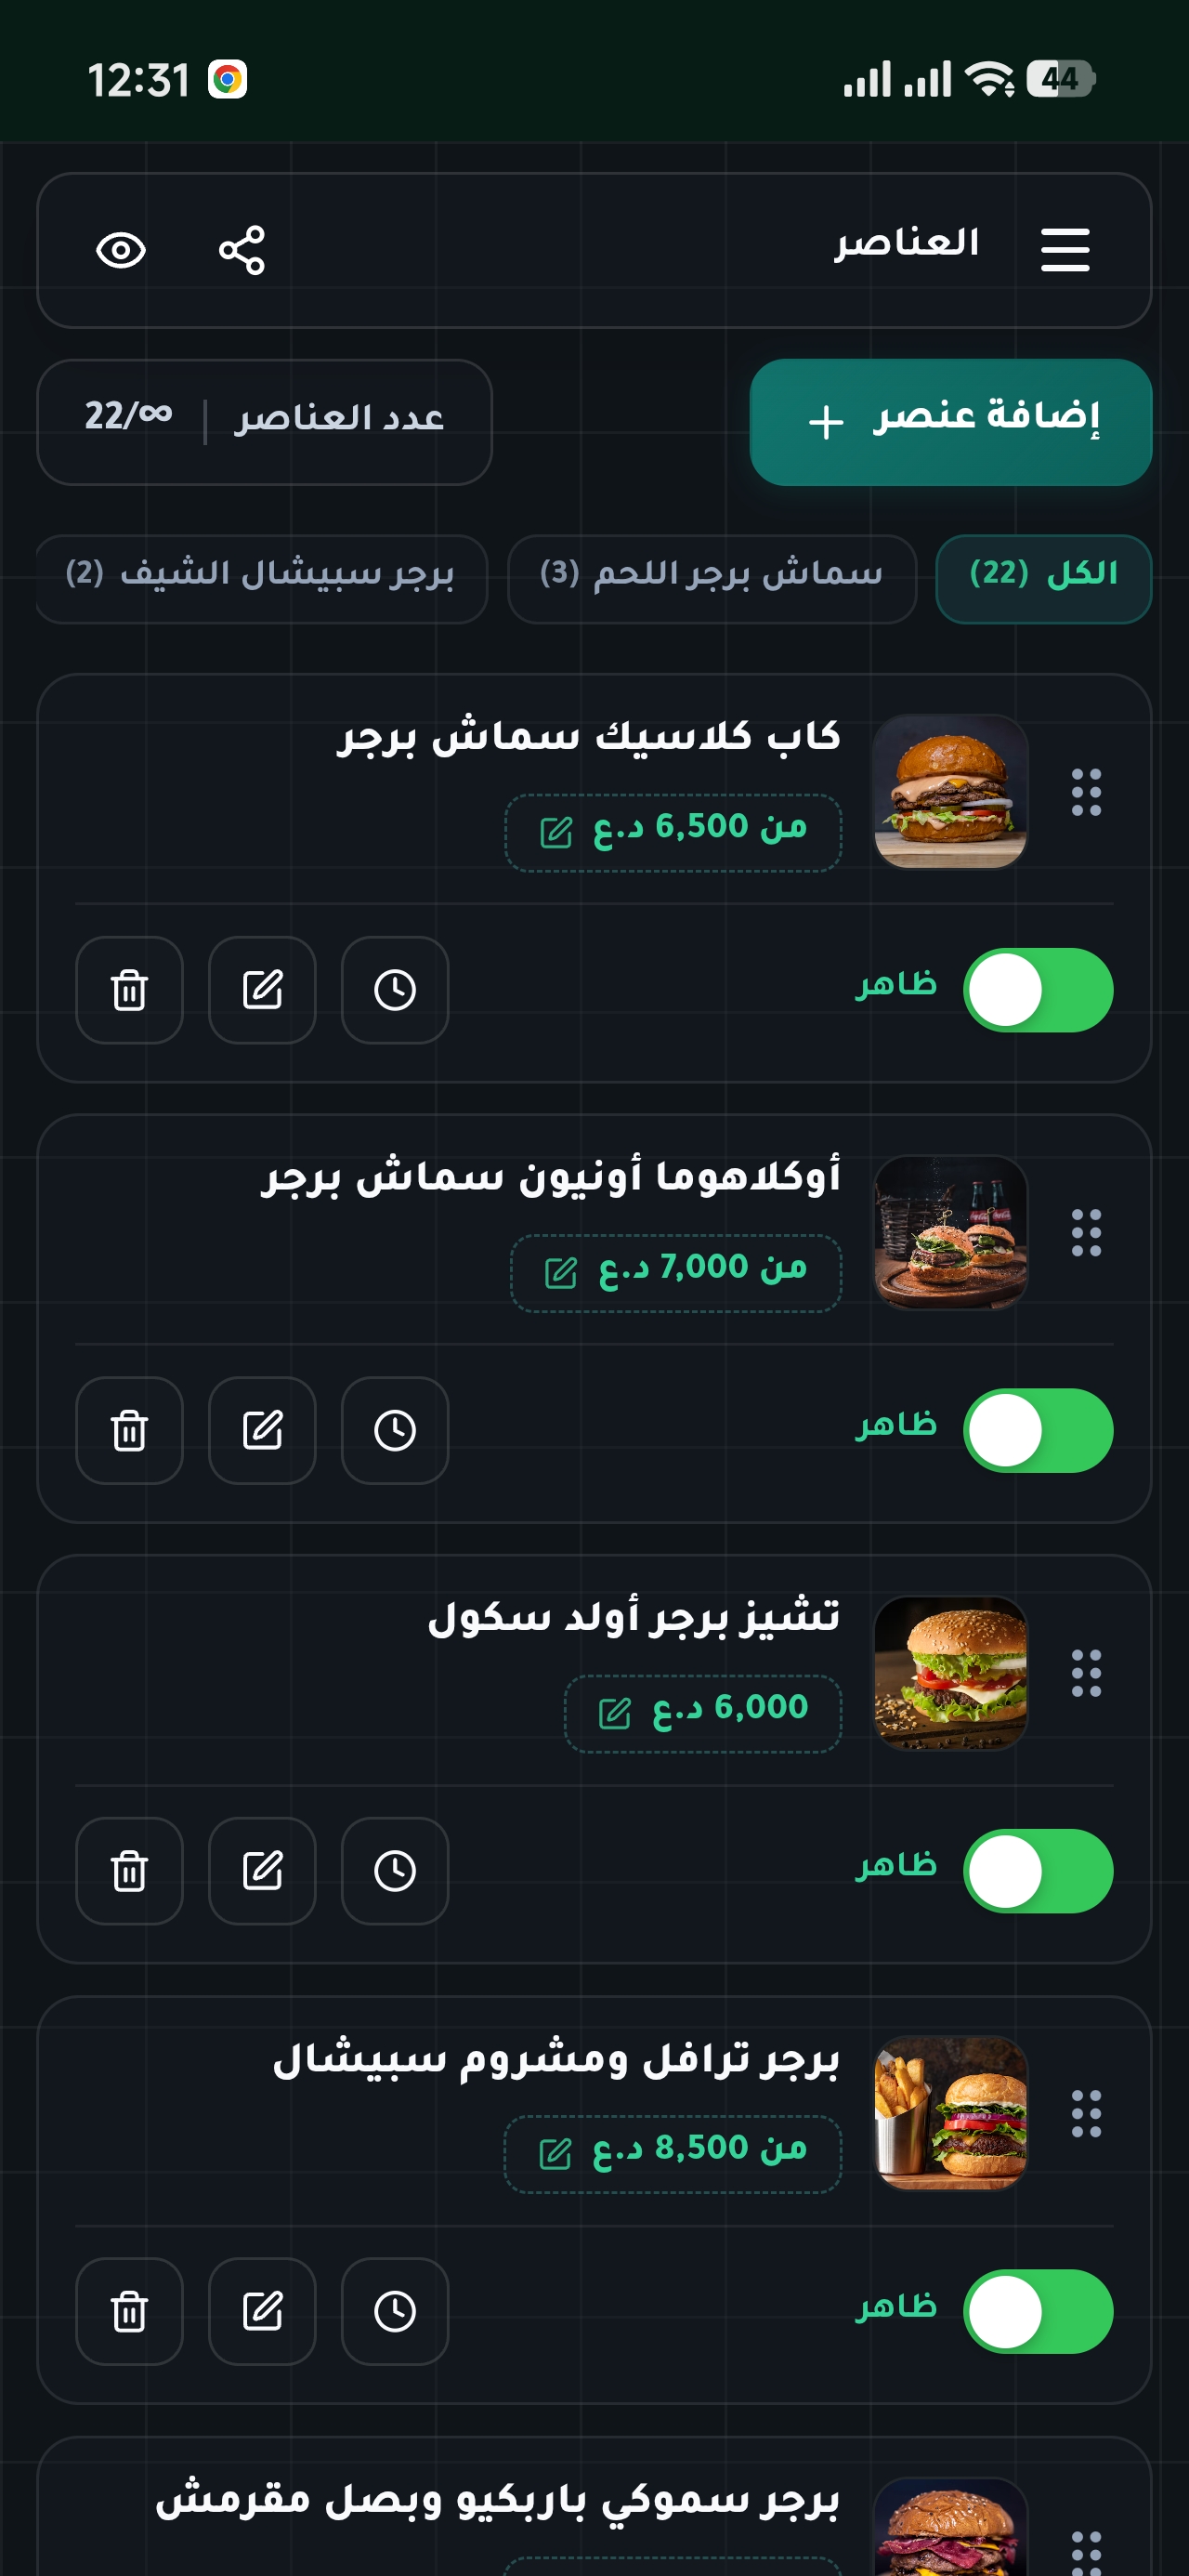 12:31
44
العناصر
إضافة عنصر +
عدد العناصر | 22/∞
الكل (22)
سماش برجر اللحم (3)
برجر سبيشال الشيف (2)
كاب كلاسيك سماش برجر
من 6,500 د.ع
ظاهر
أوكلاهوما أونيون سماش برجر
من 7,000 د.ع
ظاهر
تشيز برجر أولد سكول
6,000 د.ع
ظاهر
برجر ترافل ومشروم سبيشال
من 8,500 د.ع
ظاهر
برجر سموكي باربكيو وبصل مقرمش